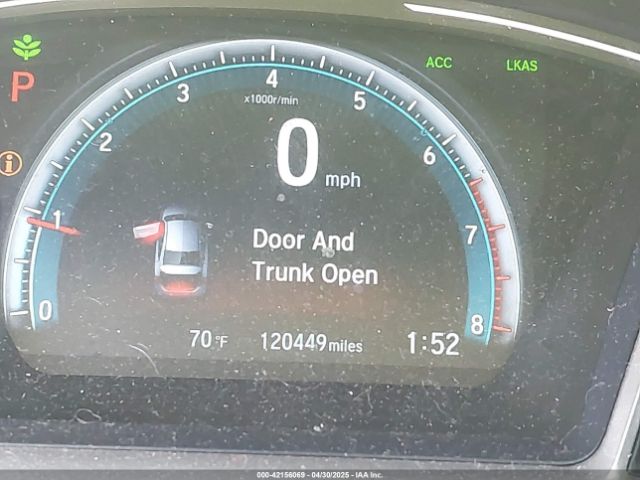 ACC
LKAS
P
4
3
5
x1000r/min
2
6
0 mph
i
1
7
Door And
Trunk Open
0
8
70°F
120449 miles
1:52
000-42156069 - 04/30/2025 - IAA Inc.